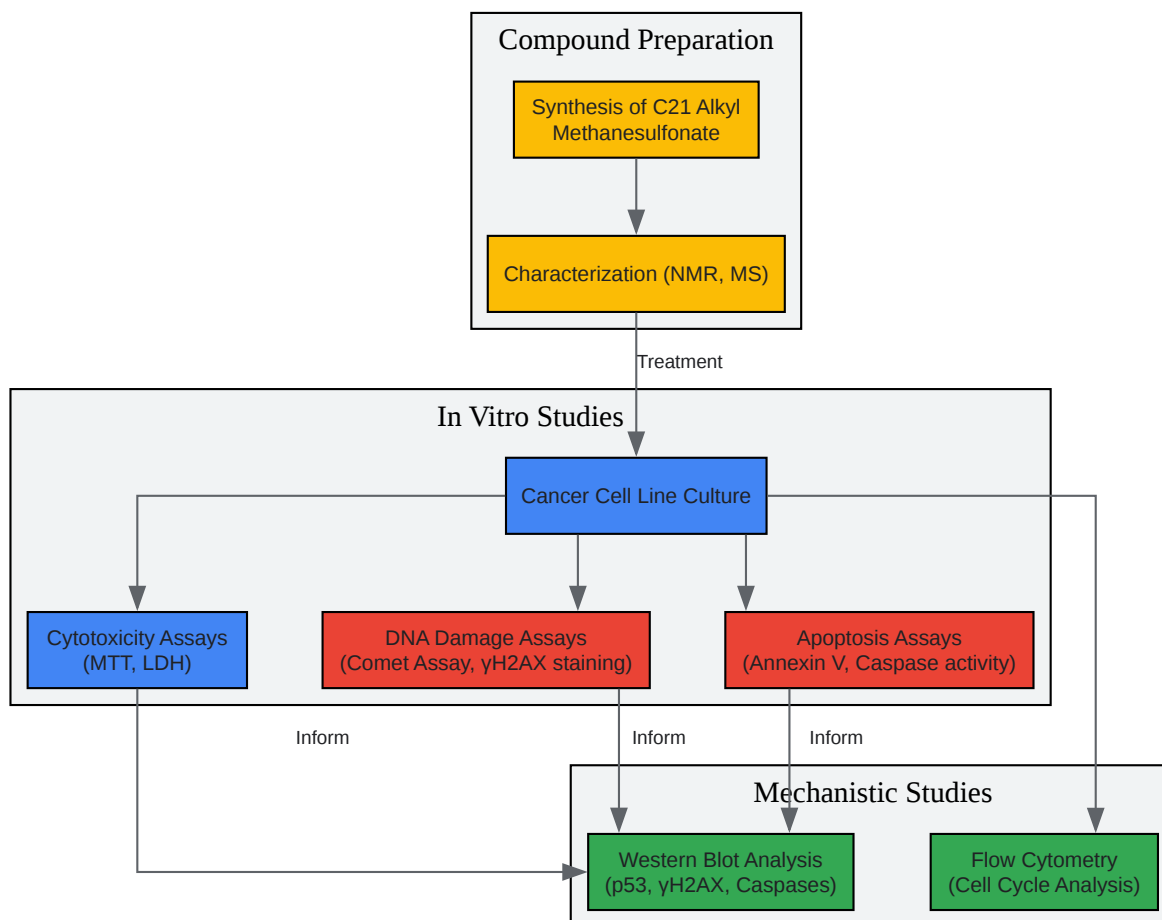 Compound Preparation
Synthesis of C21 Alkyl
Methanesulfonate
Characterization (NMR, MS)
Treatment
In Vitro Studies
Cancer Cell Line Culture
Cytotoxicity Assays
(MTT, LDH)
DNA Damage Assays
(Comet Assay, γH2AX staining)
Apoptosis Assays
(Annexin V, Caspase activity)
Inform
Inform
Inform
Mechanistic Studies
Western Blot Analysis
(p53, γH2AX, Caspases)
Flow Cytometry
(Cell Cycle Analysis)